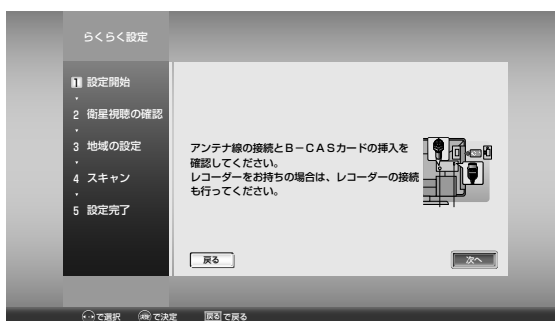 らくらく設定
1 設定開始
2 衛星視聴の確認
3 地域の設定
4 スキャン
5 設定完了
アンテナ線の接続とB－CASカードの挿入を
確認してください。
レコーダーをお持ちの場合は、レコーダーの接続
も行ってください。
戻る
次へ
で選択 決定 で決定 戻る で戻る